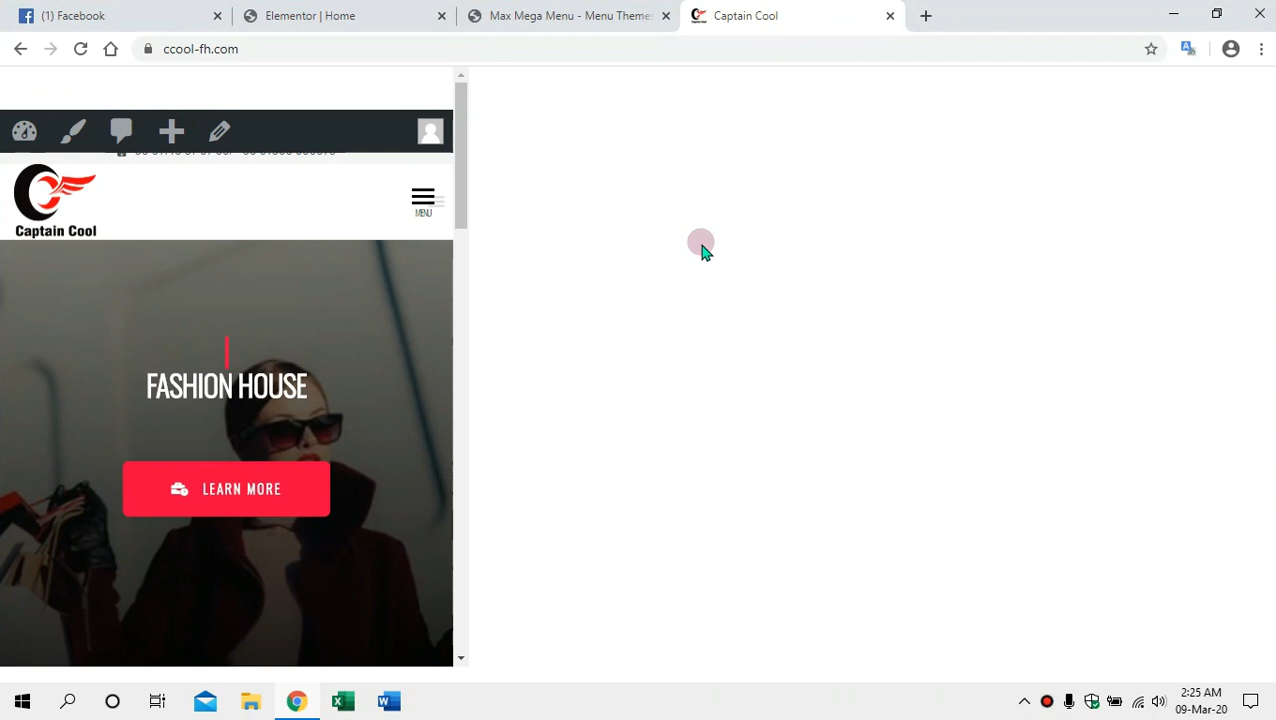 (1) Facebook
Elementor | Home
Max Mega Menu - Menu Themes
Captain Cool
ccool-fh.com
MENU
Captain Cool
FASHION HOUSE
LEARN MORE
2:25 AM
09-Mar-20